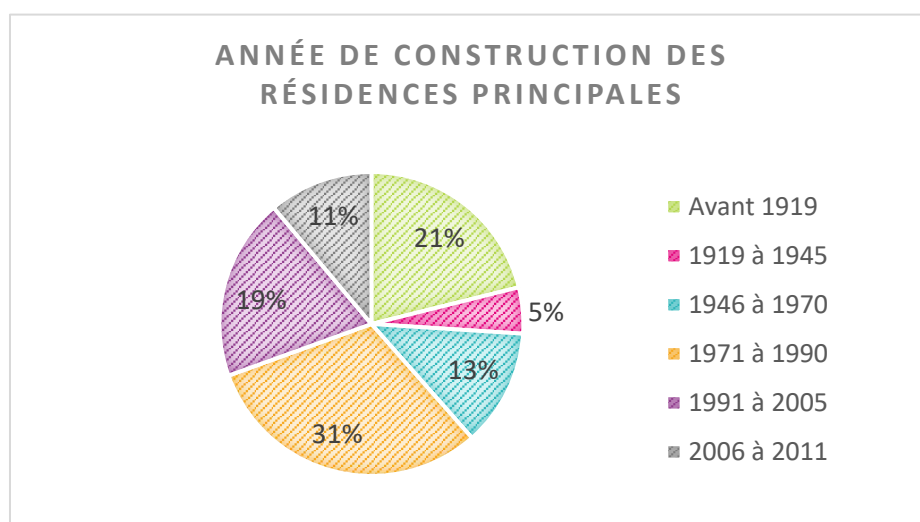 ANNÉE DE CONSTRUCTION DES
RÉSIDENCES PRINCIPALES
11%
21%
19%
5%
13%
31%
Avant 1919
1919 à 1945
1946 à 1970
1971 à 1990
1991 à 2005
2006 à 2011